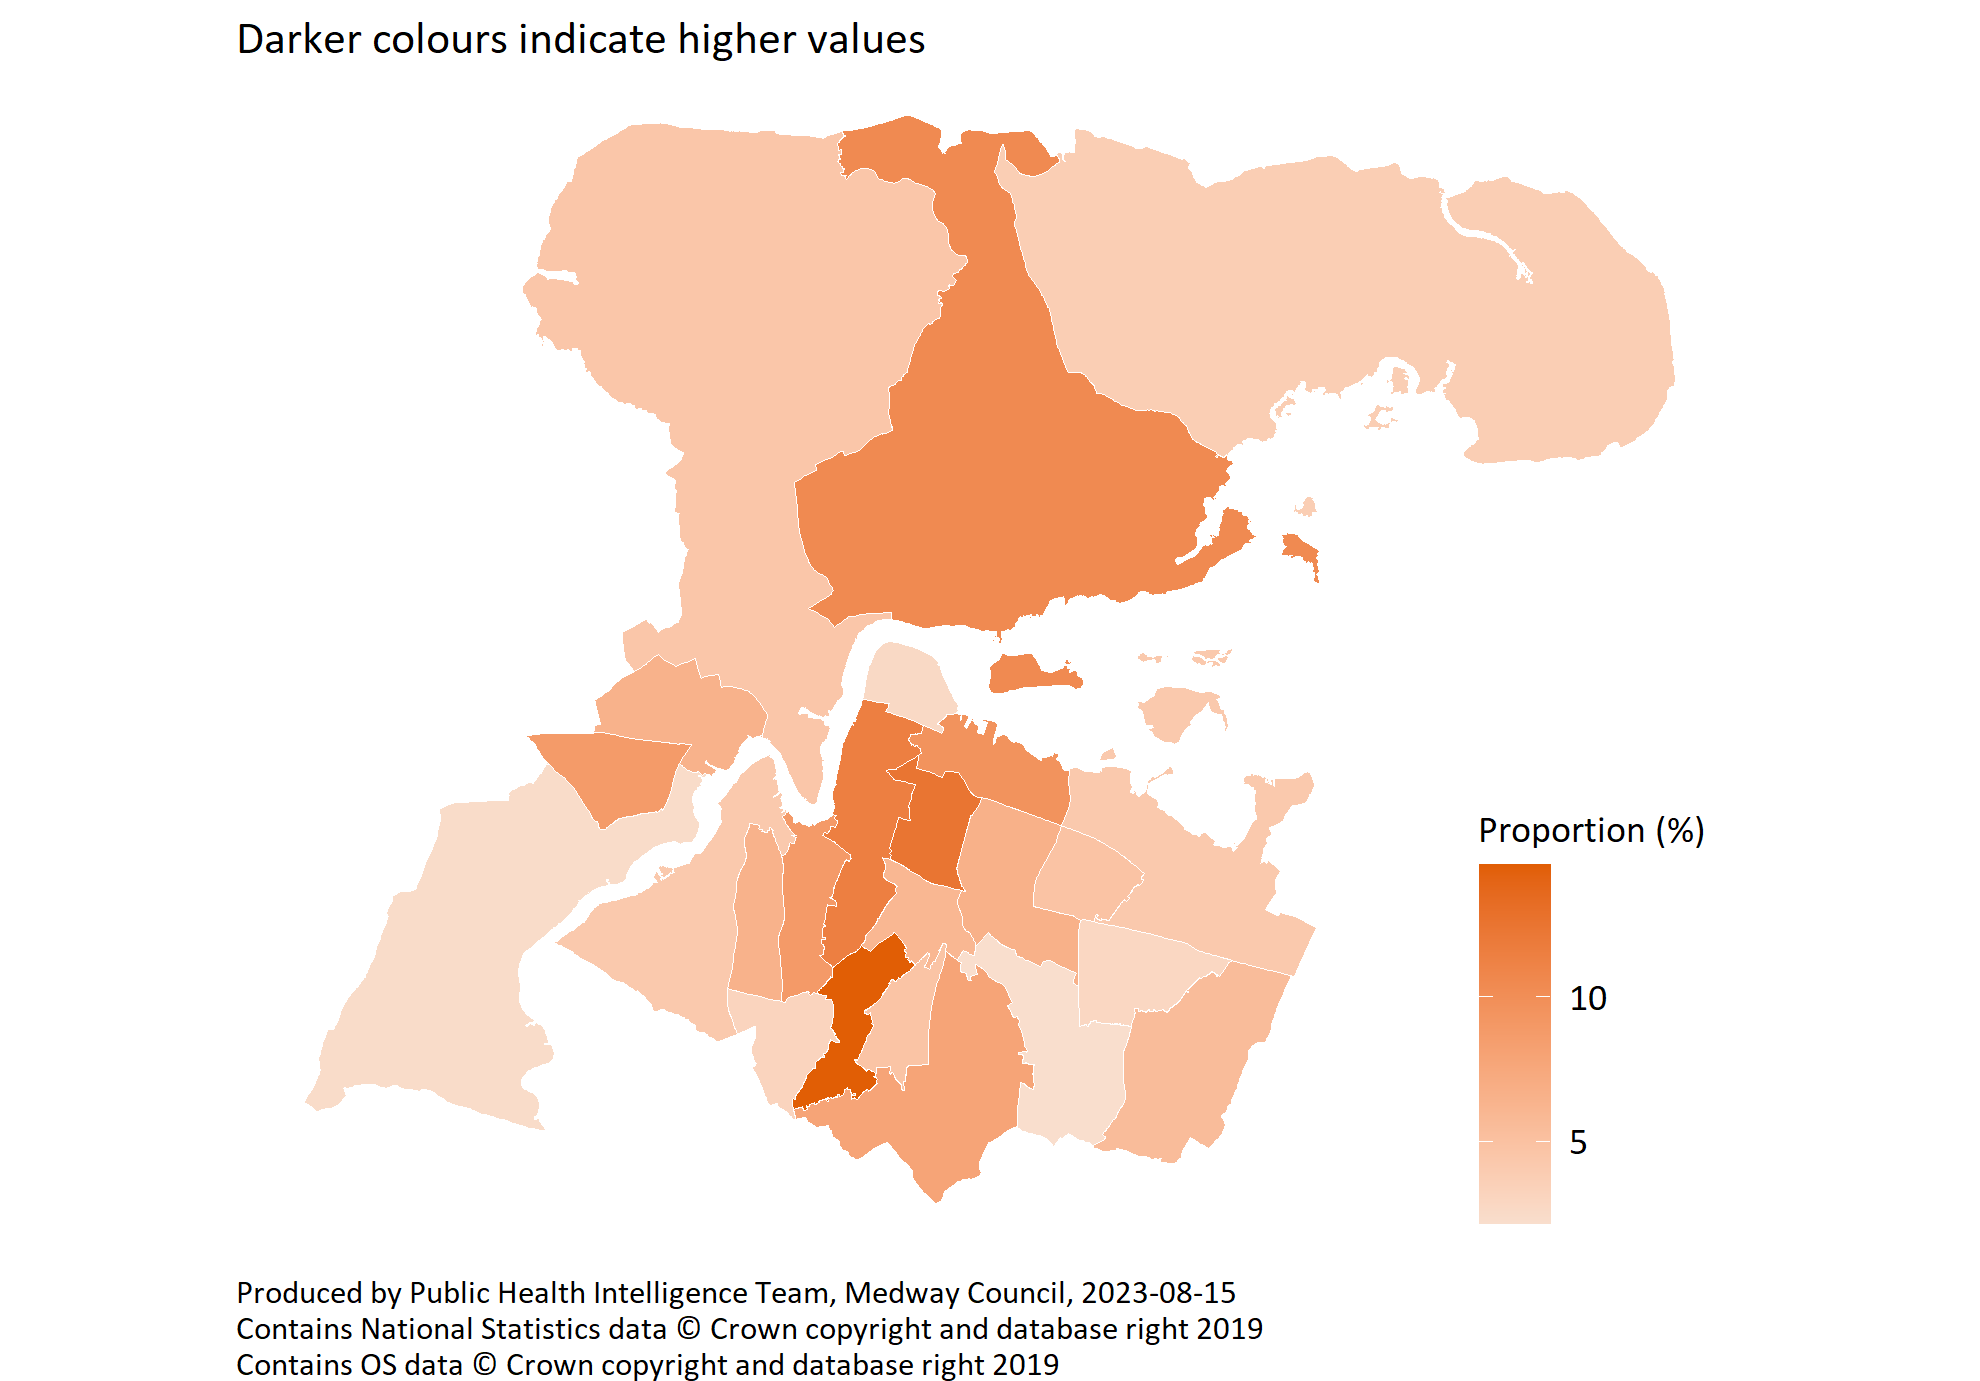 Darker colours indicate higher values
Proportion (%)
10
5
Produced by Public Health Intelligence Team, Medway Council, 2023-08-15
Contains National Statistics data © Crown copyright and database right 2019
Contains OS data © Crown copyright and database right 2019